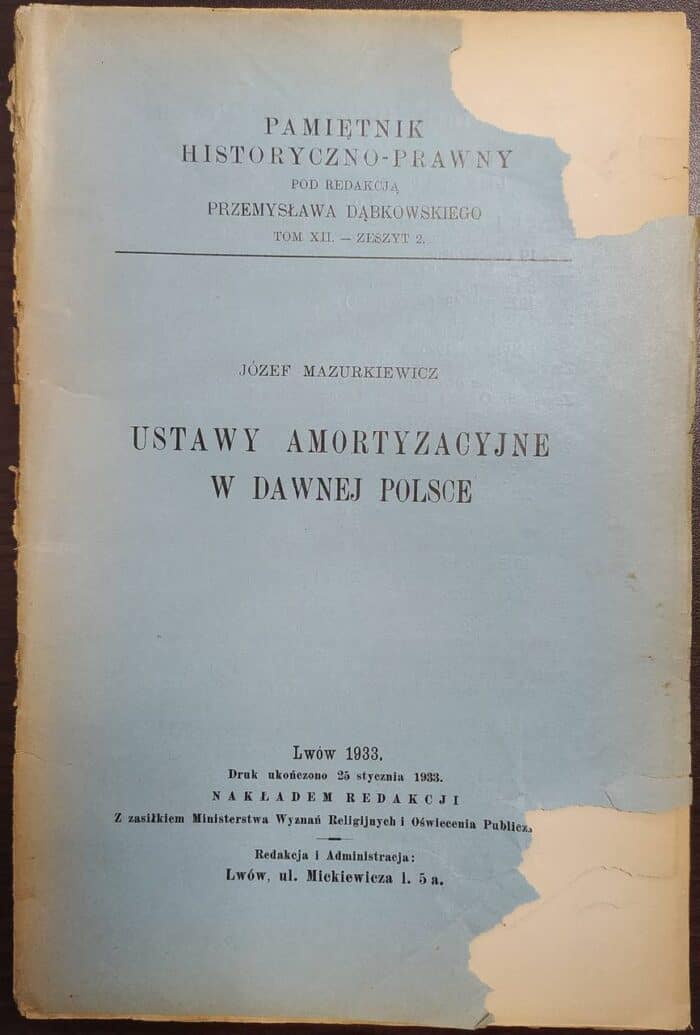 PAMIĘTNIK
HISTORYCZNO-PRAWNY
POD REDAKCJĄ
PRZEMYSŁAWA DĄBKOWSKIEGO
TOM XII. — ZESZYT 2.
JÓZEF MAZURKIEWICZ
USTAWY AMORTYZACYJNE
W DAWNEJ POLSCE
Lwów 1933.
Druk ukończono 25 stycznia 1933.
NAKŁADEM REDAKCJI
Z zasiłkiem Ministerstwa Wyznań Religijnych i Oświecenia Publicz.
Redakcja i Administracja:
Lwów, ul. Mickiewicza l. 5 a.